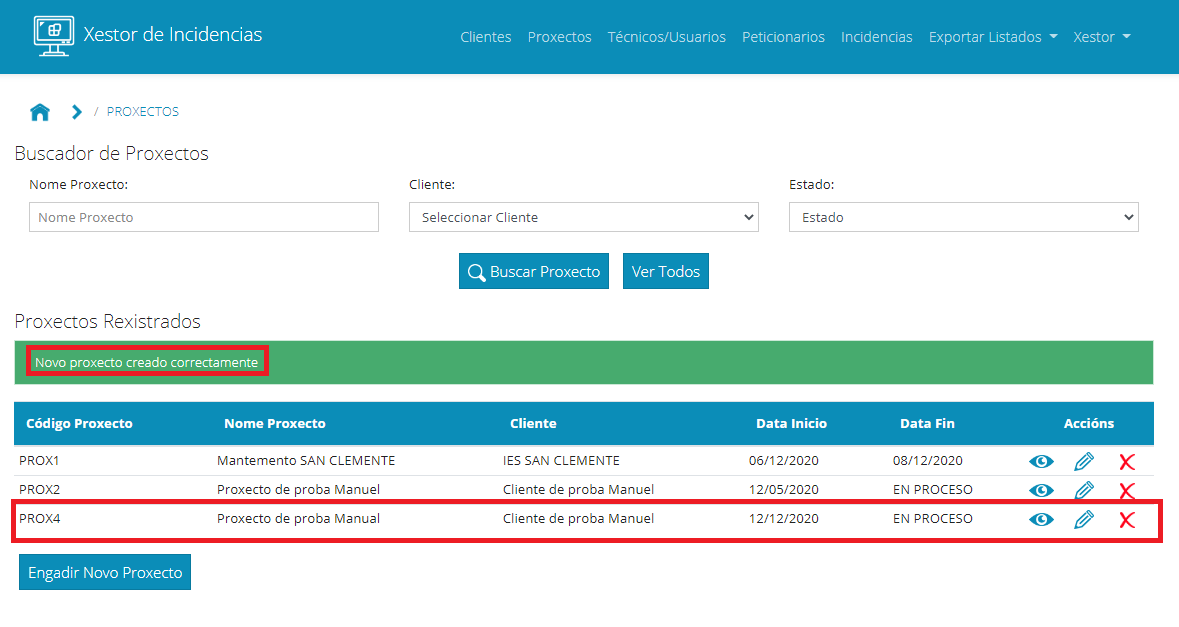 Xestor de Incidencias
Clientes Proxectos Técnicos/Usuarios Peticionarios Incidencias Exportar Listados Xestor
/ PROXECTOS
Buscador de Proxectos
Nome Proxecto: Cliente: Estado:
Nome Proxecto Seleccionar Cliente Estado
Buscar Proxecto Ver Todos
Proxectos Rexistrados
Novo proxecto creado correctamente
Código Proxecto Nome Proxecto Cliente Data Inicio Data Fin Accións
PROX1 Mantemento SAN CLEMENTE IES SAN CLEMENTE 06/12/2020 08/12/2020
PROX2 Proxecto de proba Manuel Cliente de proba Manuel 12/05/2020 EN PROCESO
PROX4 Proxecto de proba Manual Cliente de proba Manuel 12/12/2020 EN PROCESO
Engadir Novo Proxecto